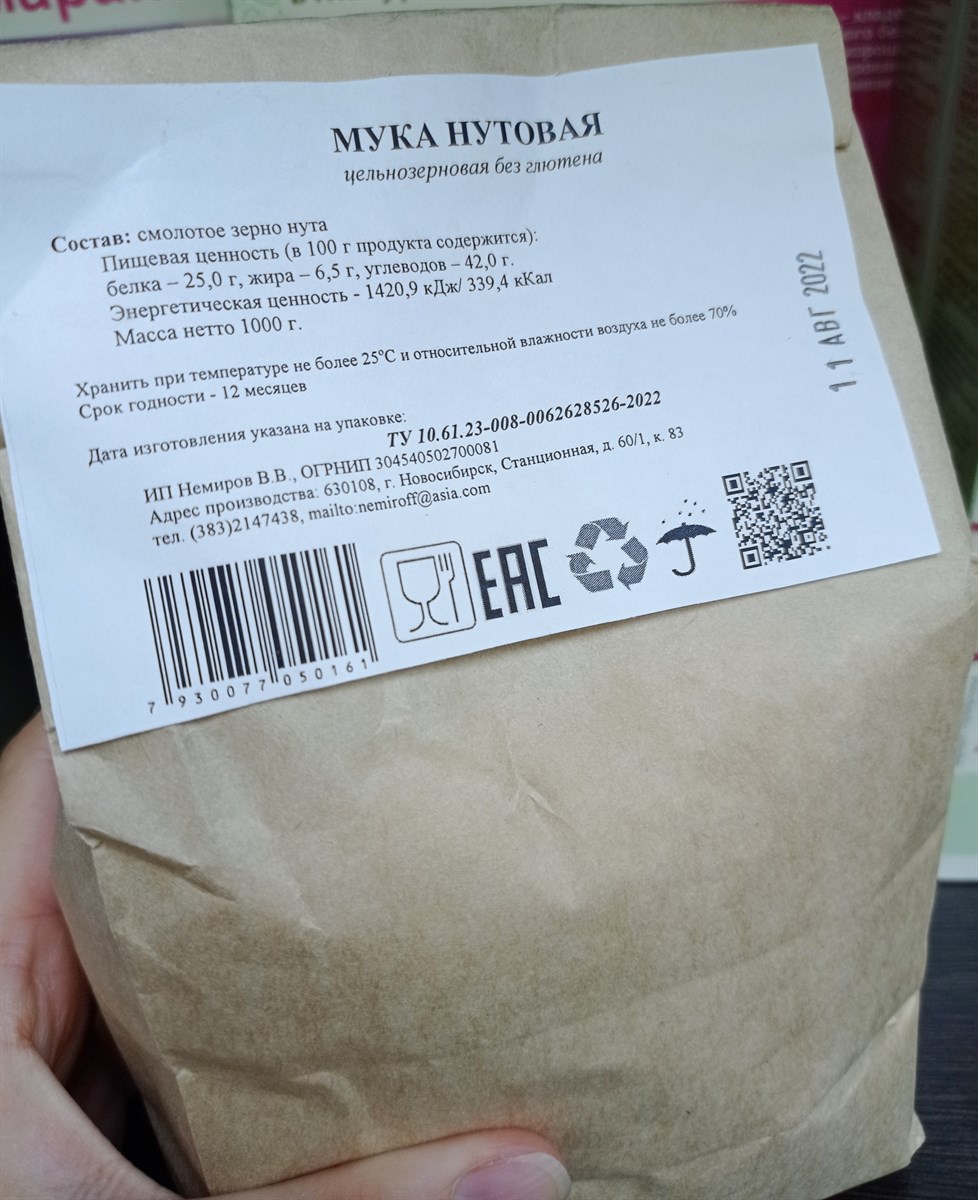 МУКА НУТОВАЯ
цельнозерновая без глютена
Состав: смолотое зерно нута
Пищевая ценность (в 100 г продукта содержится):
белка – 25,0 г, жира – 6,5 г, углеводов – 42,0 г.
Энергетическая ценность - 1420,9 кДж/ 339,4 кКал
Масса нетто 1000 г.
Хранить при температуре не более 25°С и относительной влажности воздуха не более 70%
Срок годности - 12 месяцев
Дата изготовления указана на упаковке:
ТУ 10.61.23-008-0062628526-2022
ИП Немиров В.В., ОГРНИП 304540502700081
Адрес производства: 630108, г. Новосибирск, Станционная, д. 60/1, к. 83
тел. (383)2147438, mailto:nemiroff@asia.com
EAC
7 930077 050161
11 АВГ 2022